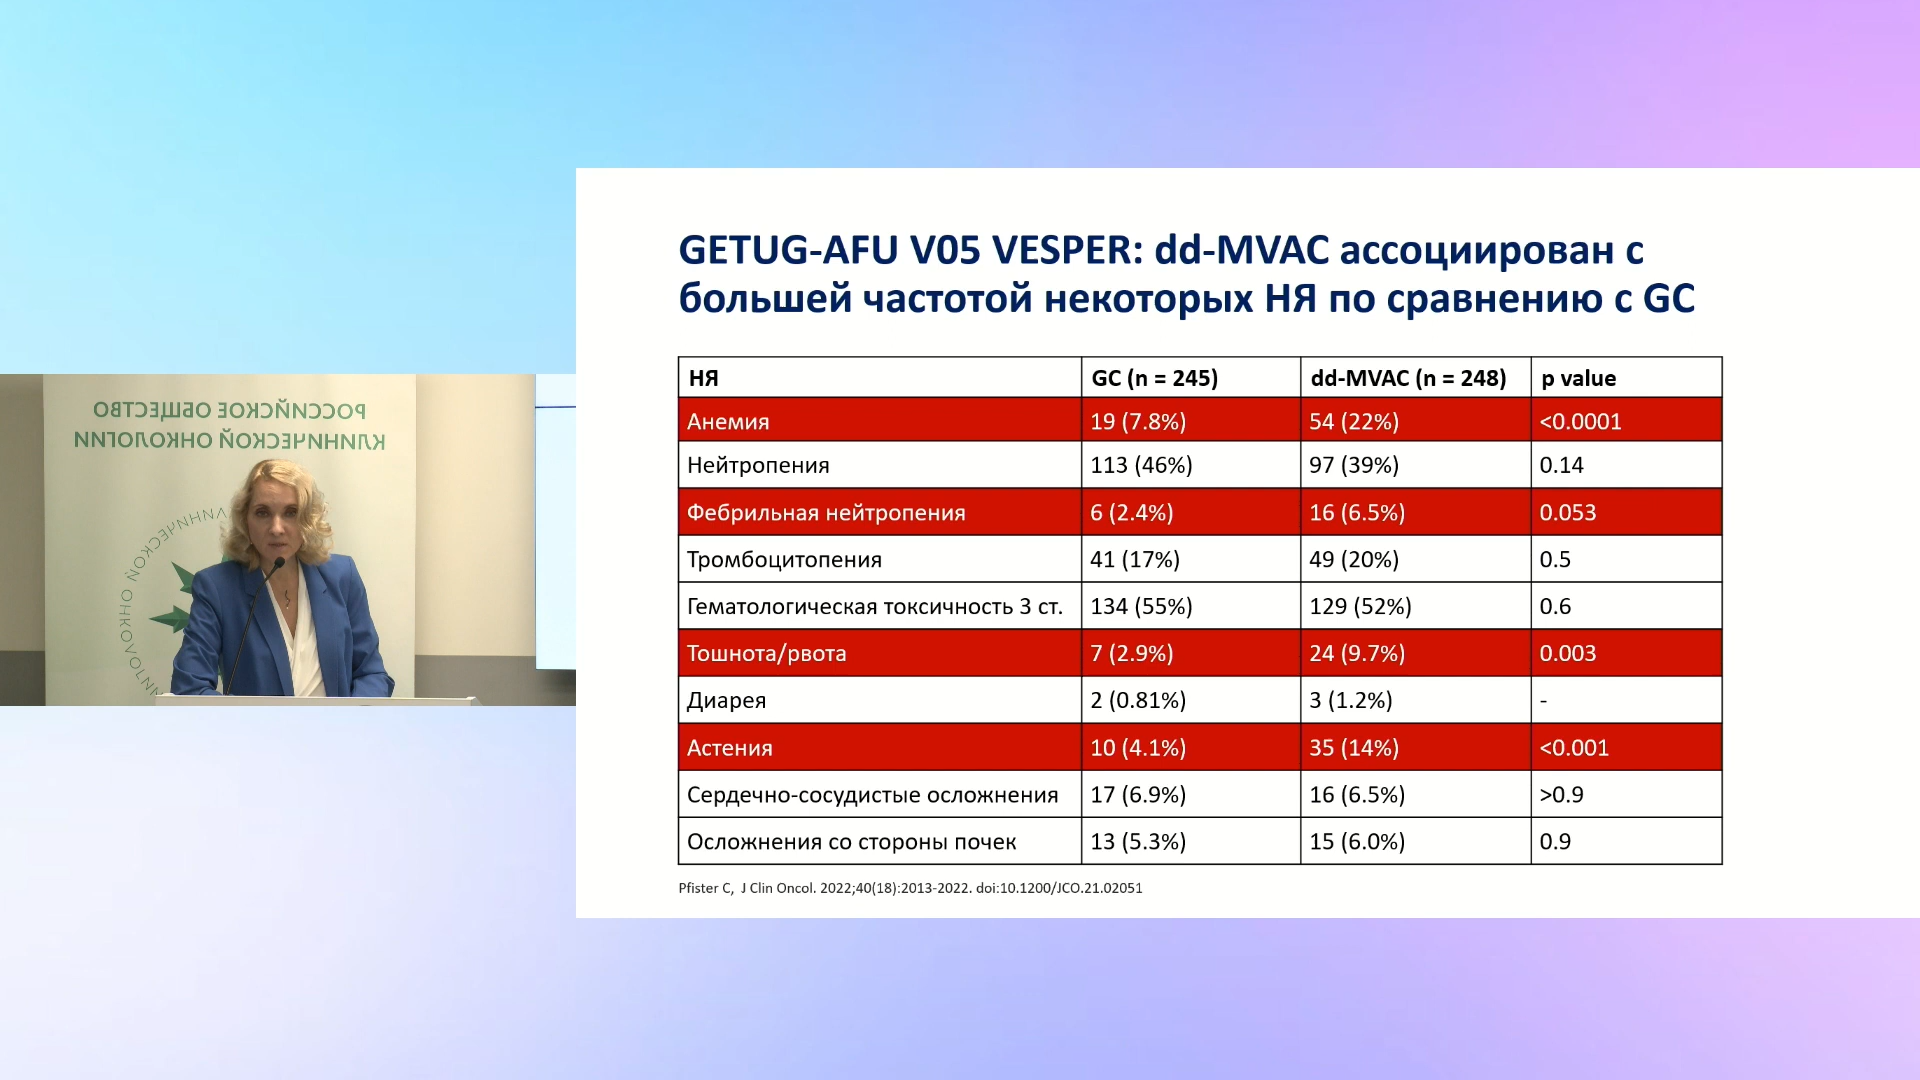 GETUG-AFU V05 VESPER: dd-MVAC ассоциирован с
большей частотой некоторых НЯ по сравнению с GC
НЯ GC (n = 245) dd-MVAC (n = 248) p value
Анемия 19 (7.8%) 54 (22%) <0.0001
Нейтропения 113 (46%) 97 (39%) 0.14
Фебрильная нейтропения 6 (2.4%) 16 (6.5%) 0.053
Тромбоцитопения 41 (17%) 49 (20%) 0.5
Гематологическая токсичность 3 ст. 134 (55%) 129 (52%) 0.6
Тошнота/рвота 7 (2.9%) 24 (9.7%) 0.003
Диарея 2 (0.81%) 3 (1.2%) -
Астения 10 (4.1%) 35 (14%) <0.001
Сердечно-сосудистые осложнения 17 (6.9%) 16 (6.5%) >0.9
Осложнения со стороны почек 13 (5.3%) 15 (6.0%) 0.9
Pfister C, J Clin Oncol. 2022;40(18):2013-2022. doi:10.1200/JCO.21.02051
РОССИЙСКОЕ ОБЩЕСТВО
КЛИНИЧЕСКОЙ ОНКОЛОГИИ